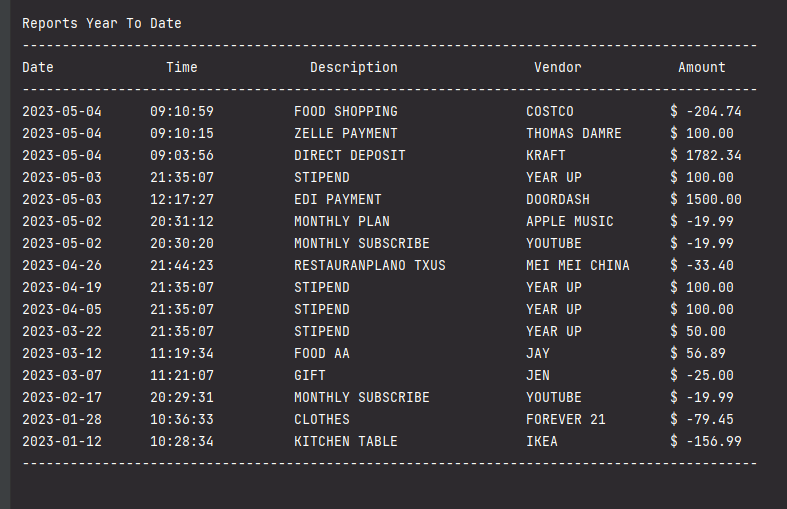 Reports Year To Date
--------------------------------------------------------------------------------------------
Date              Time              Description                 Vendor            Amount
--------------------------------------------------------------------------------------------
2023-05-04      09:10:59          FOOD SHOPPING                COSTCO            $ -204.74
2023-05-04      09:10:15          ZELLE PAYMENT                THOMAS DAMRE      $ 100.00
2023-05-04      09:03:56          DIRECT DEPOSIT               KRAFT             $ 1782.34
2023-05-03      21:35:07          STIPEND                      YEAR UP           $ 100.00
2023-05-03      12:17:27          EDI PAYMENT                  DOORDASH          $ 1500.00
2023-05-02      20:31:12          MONTHLY PLAN                 APPLE MUSIC       $ -19.99
2023-05-02      20:30:20          MONTHLY SUBSCRIBE            YOUTUBE           $ -19.99
2023-04-26      21:44:23          RESTAURANPLANO TXUS          MEI MEI CHINA     $ -33.40
2023-04-19      21:35:07          STIPEND                      YEAR UP           $ 100.00
2023-04-05      21:35:07          STIPEND                      YEAR UP           $ 100.00
2023-03-22      21:35:07          STIPEND                      YEAR UP           $ 50.00
2023-03-12      11:19:34          FOOD AA                      JAY               $ 56.89
2023-03-07      11:21:07          GIFT                         JEN               $ -25.00
2023-02-17      20:29:31          MONTHLY SUBSCRIBE            YOUTUBE           $ -19.99
2023-01-28      10:36:33          CLOTHES                      FOREVER 21        $ -79.45
2023-01-12      10:28:34          KITCHEN TABLE                IKEA              $ -156.99
--------------------------------------------------------------------------------------------